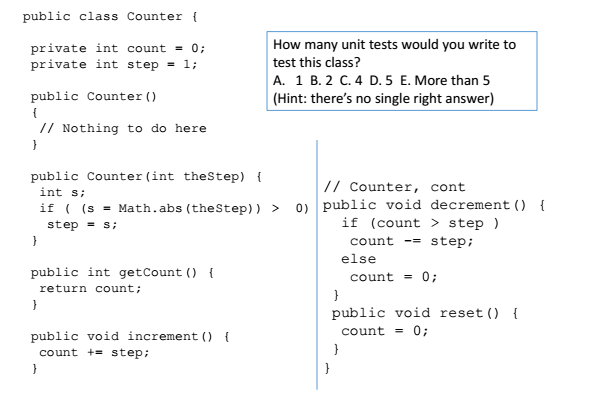 public class Counter {
private int count = 0;
private int step = 1;
public Counter()
{
// Nothing to do here
}
public Counter(int theStep) {
int s;
if ( (s = Math.abs(theStep)) > 0)
step = s;
}
public int getCount() {
return count;
}
public void increment() {
count += step;
}
How many unit tests would you write to
test this class?
A. 1 B. 2 C. 4 D. 5 E. More than 5
(Hint: there's no single right answer)
// Counter, cont
public void decrement() {
if (count > step )
count -= step;
else
count = 0;
}
public void reset() {
count = 0;
}
}